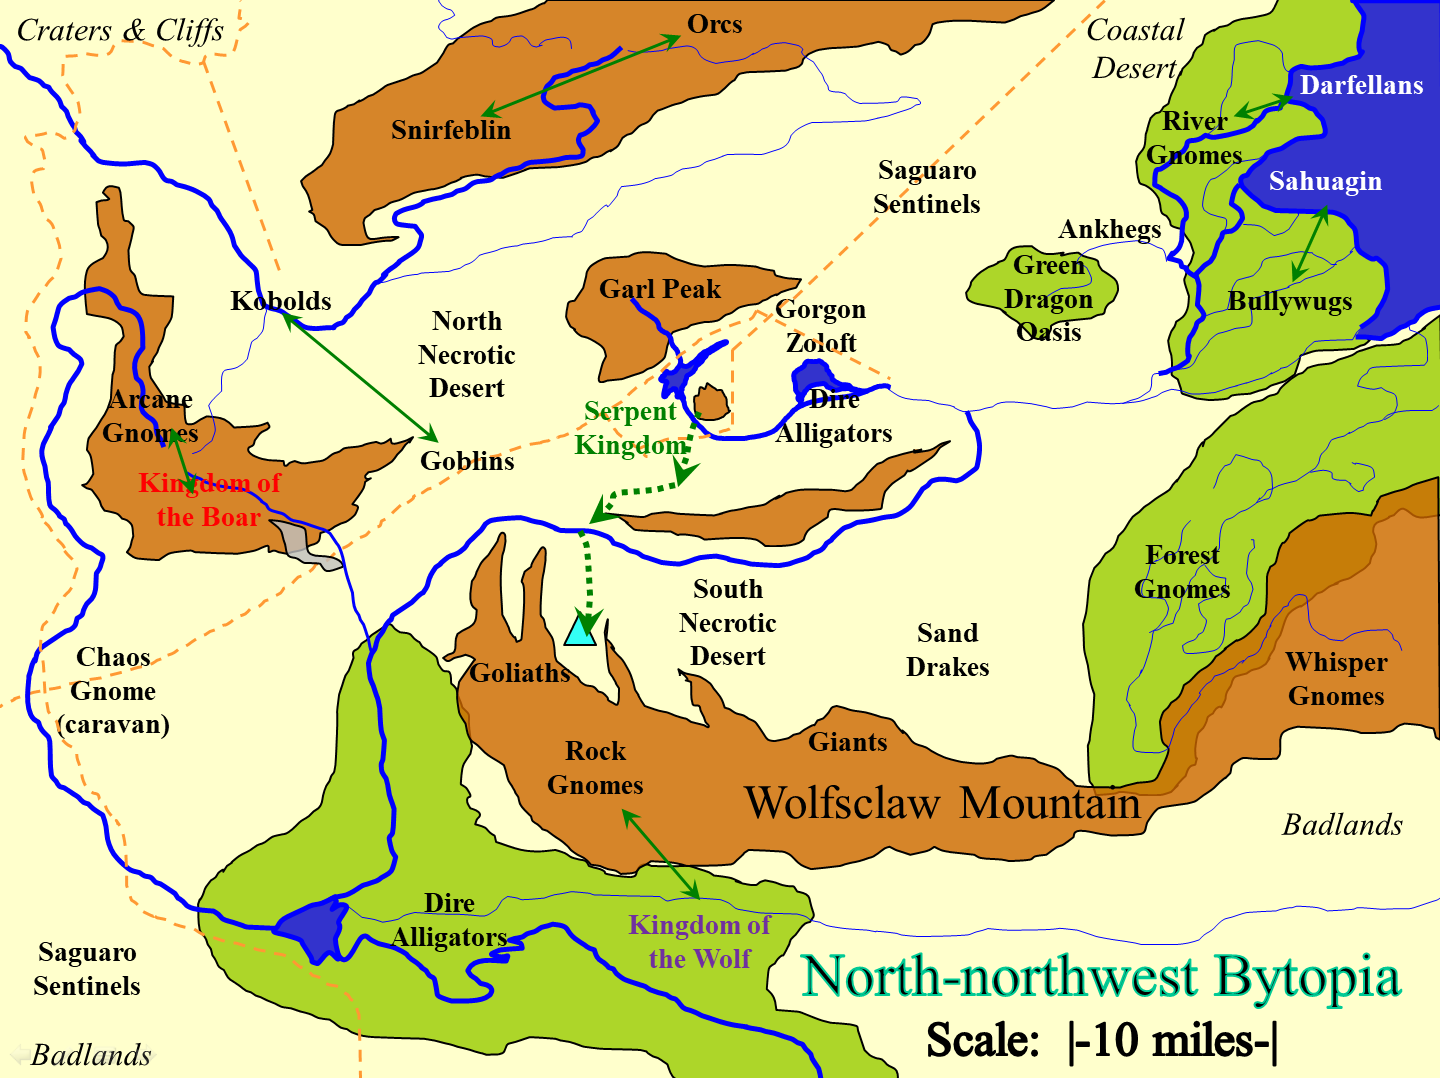 Craters & Cliffs
Orcs
Coastal
Desert
Darfellans
Snirfeblin
River
Gnomes
Saguaro
Sentinels
Sahuagin
Ankhegs
Green
Dragon
Oasis
Kobolds
Garl Peak
Bullywugs
North
Necrotic
Desert
Gorgon
Zoloft
Arcane
Gnomes
Serpent
Kingdom
Dire
Alligators
Goblins
Kingdom of
the Boar
Forest
Gnomes
South
Necrotic
Desert
Sand
Drakes
Chaos
Gnome
(caravan)
Goliaths
Whisper
Gnomes
Rock
Gnomes
Giants
Wolfsclaw Mountain
Badlands
Dire
Alligators
Kingdom of
the Wolf
Saguaro
Sentinels
North-northwest Bytopia
Scale: |-10 miles-|
Badlands